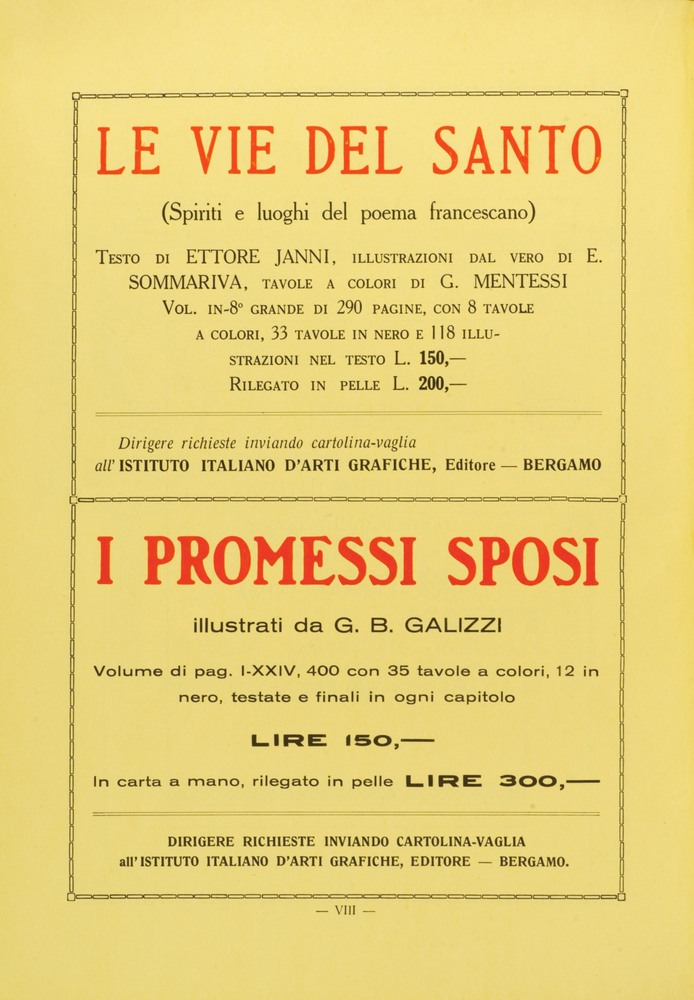 LE VIE DEL SANTO
(Spiriti e luoghi del poema francescano)
TESTO DI ETTORE JANNI, ILLUSTRAZIONI DAL VERO DI E.
SOMMARIVA, TAVOLE A COLORI DI G. MENTESSI
VOL. IN-8º GRANDE DI 290 PAGINE, CON 8 TAVOLE
A COLORI, 33 TAVOLE IN NERO E 118 ILLU-
STRAZIONI NEL TESTO L. 150,—
RILEGATO IN PELLE L. 200,—
Dirigere richieste inviando cartolina-vaglia
all' ISTITUTO ITALIANO D'ARTI GRAFICHE, Editore — BERGAMO
I PROMESSI SPOSI
illustrati da G. B. GALIZZI
Volume di pag. I-XXIV, 400 con 35 tavole a colori, 12 in
nero, testate e finali in ogni capitolo
LIRE 150,—
In carta a mano, rilegato in pelle LIRE 300,—
DIRIGERE RICHIESTE INVIANDO CARTOLINA-VAGLIA
all' ISTITUTO ITALIANO D'ARTI GRAFICHE, EDITORE — BERGAMO.
— VIII —